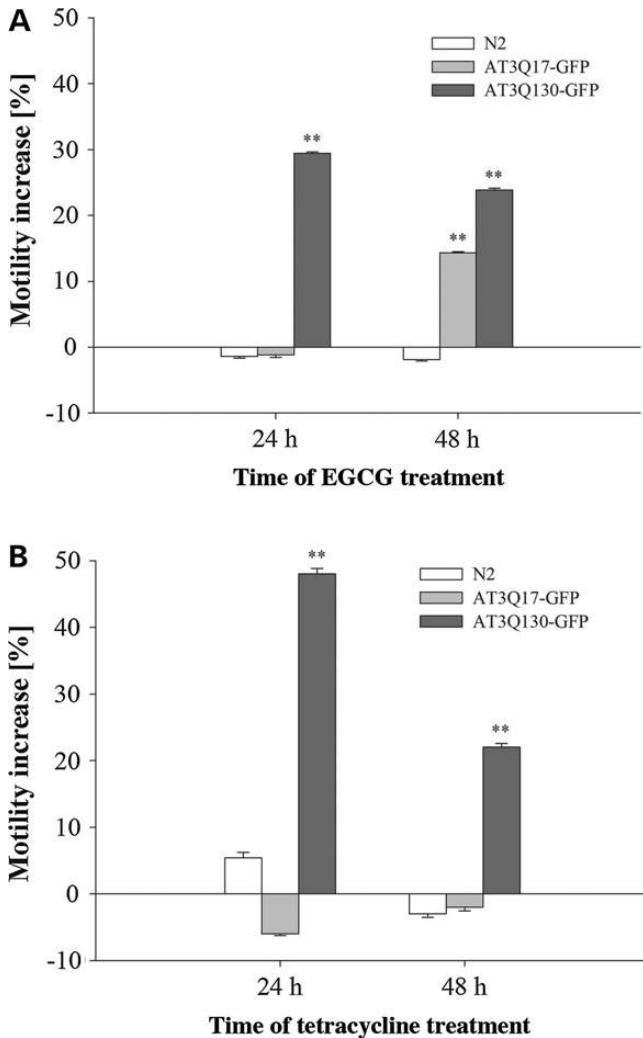 A
Motility increase [%]
50
40
30
20
10
0
-10
N2
AT3Q17-GFP
AT3Q130-GFP
**
**
**
24 h
48 h
Time of EGCG treatment
B
Motility increase [%]
50
40
30
20
10
0
-10
N2
AT3Q17-GFP
AT3Q130-GFP
**
**
24 h
48 h
Time of tetracycline treatment